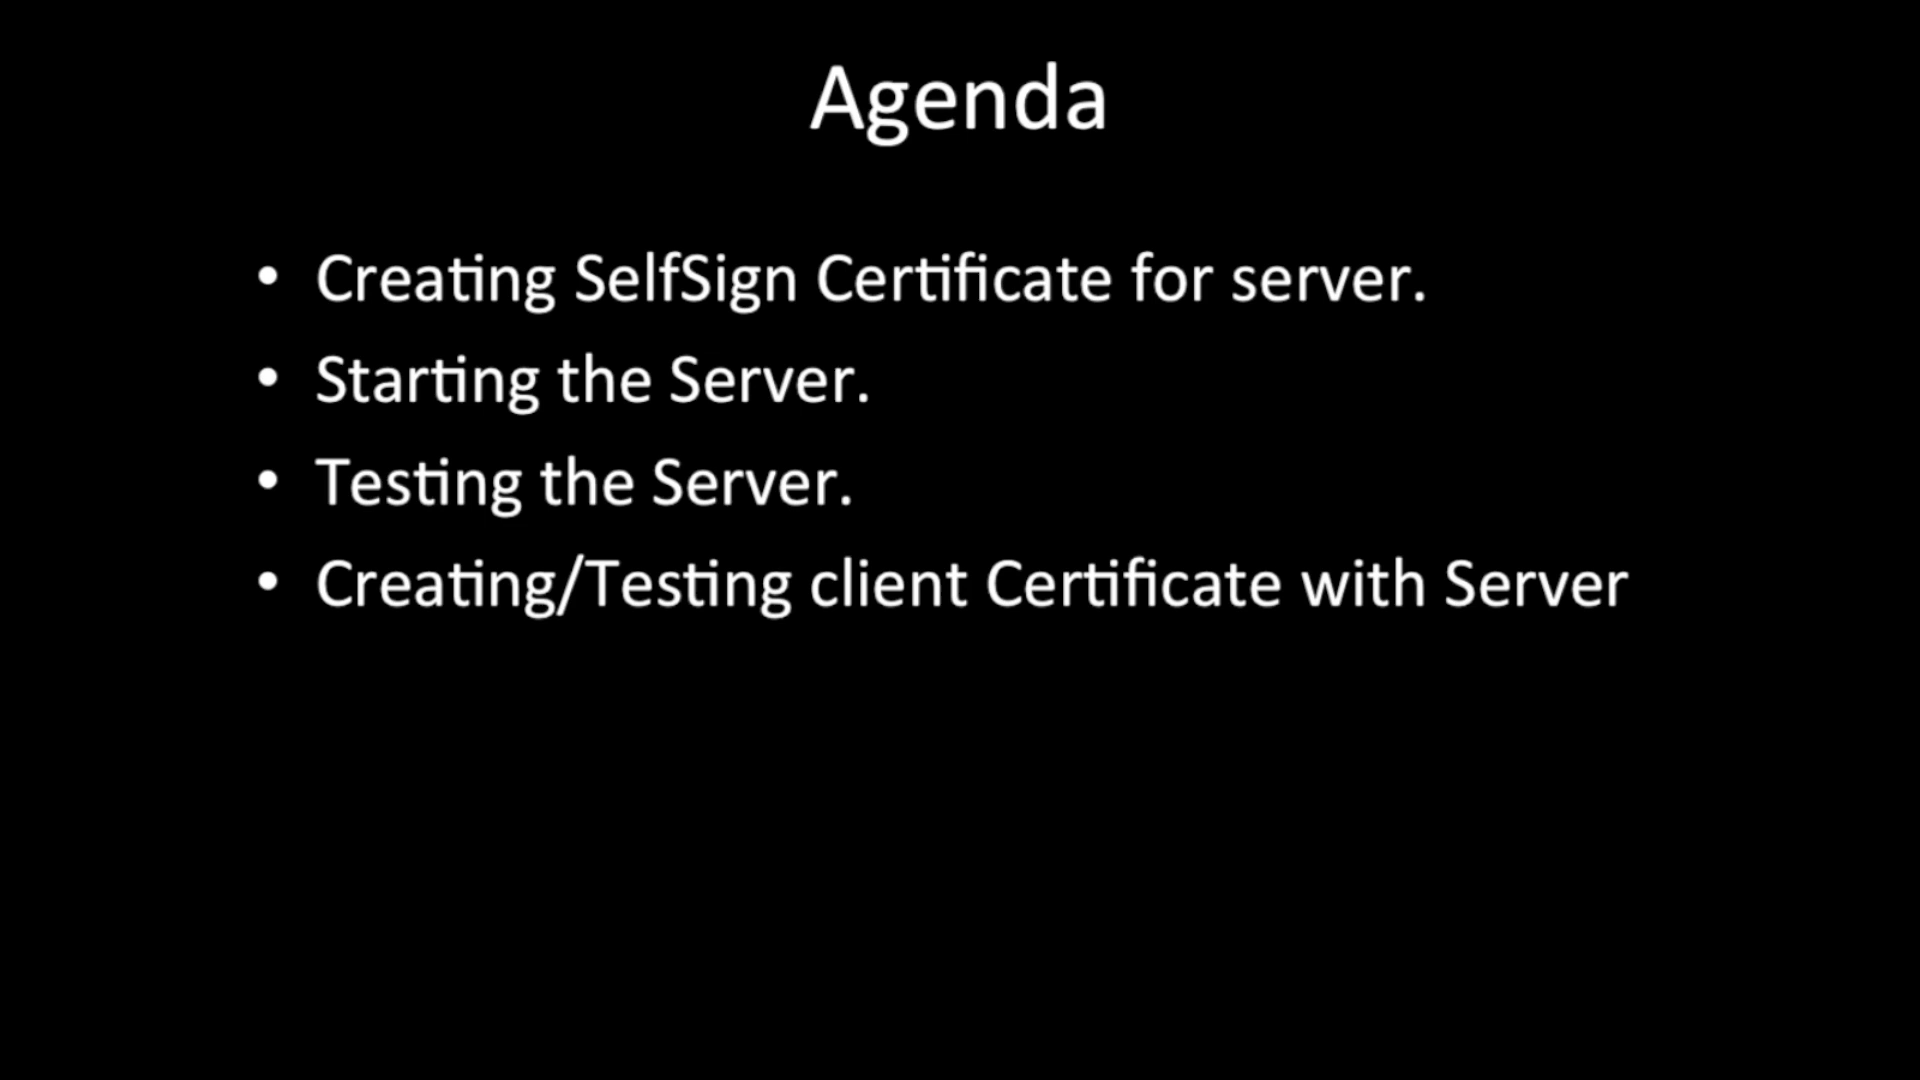 Agenda
• Creating SelfSign Certificate for server.
• Starting the Server.
• Testing the Server.
• Creating/Testing client Certificate with Server